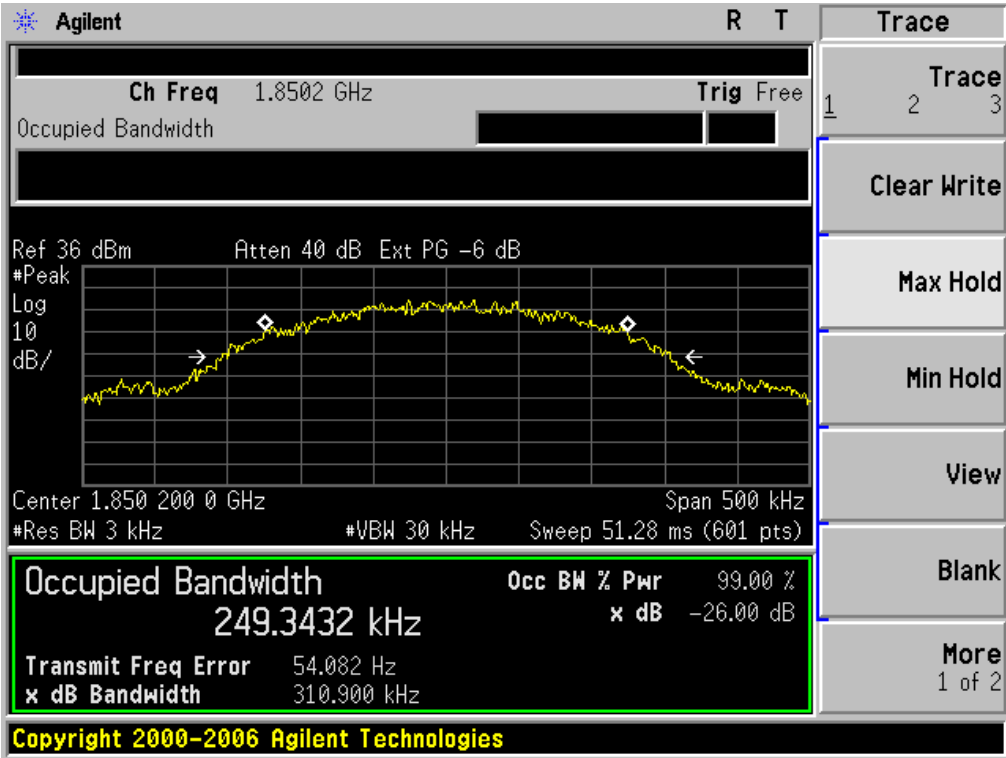 Agilent R T
Ch Freq 1.8502 GHz Trig Free
Occupied Bandwidth
Ref 36 dBm Atten 40 dB Ext PG -6 dB
#Peak
Log
10
dB/
Center 1.850 200 0 GHz Span 500 kHz
#Res BW 3 kHz #VBW 30 kHz Sweep 51.28 ms (601 pts)
Occupied Bandwidth
249.3432 kHz
Occ BW % Pwr 99.00 %
x dB -26.00 dB
Transmit Freq Error 54.082 Hz
x dB Bandwidth 310.900 kHz
Copyright 2000-2006 Agilent Technologies
Trace
Trace
1 2 3
Clear Write
Max Hold
Min Hold
View
Blank
More
1 of 2